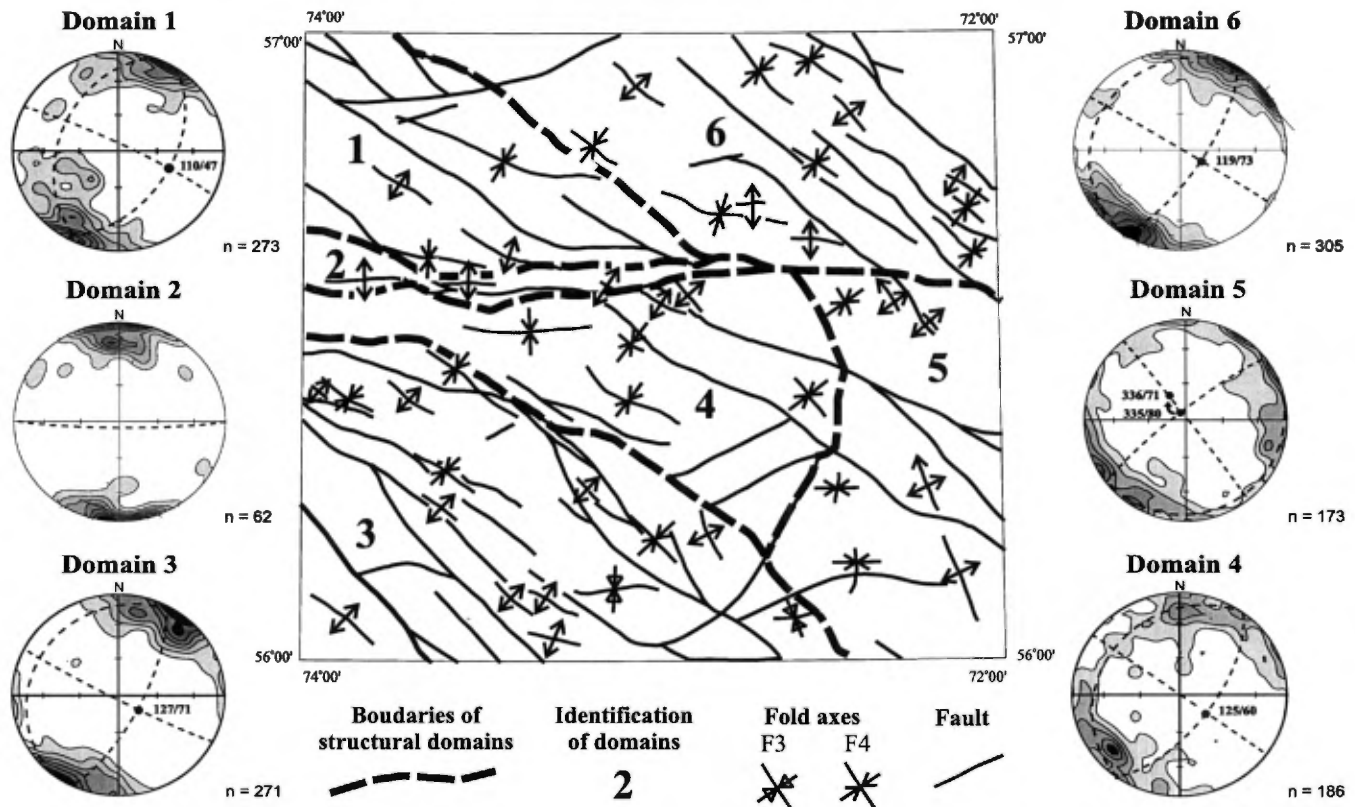 Domain 1
N
110/47
n = 273
Domain 2
N
n = 62
Domain 3
N
127/71
n = 271
74°00'
72°00'
57°00'
57°00'
1
6
2
5
4
3
56°00'
56°00'
74°00'
72°00'
Domain 6
N
119/73
n = 305
Domain 5
N
336/71
335/80
n = 173
Domain 4
N
125/60
n = 186
Boudaries of
structural domains
Identification
of domains
2
Fold axes
F3 F4
Fault